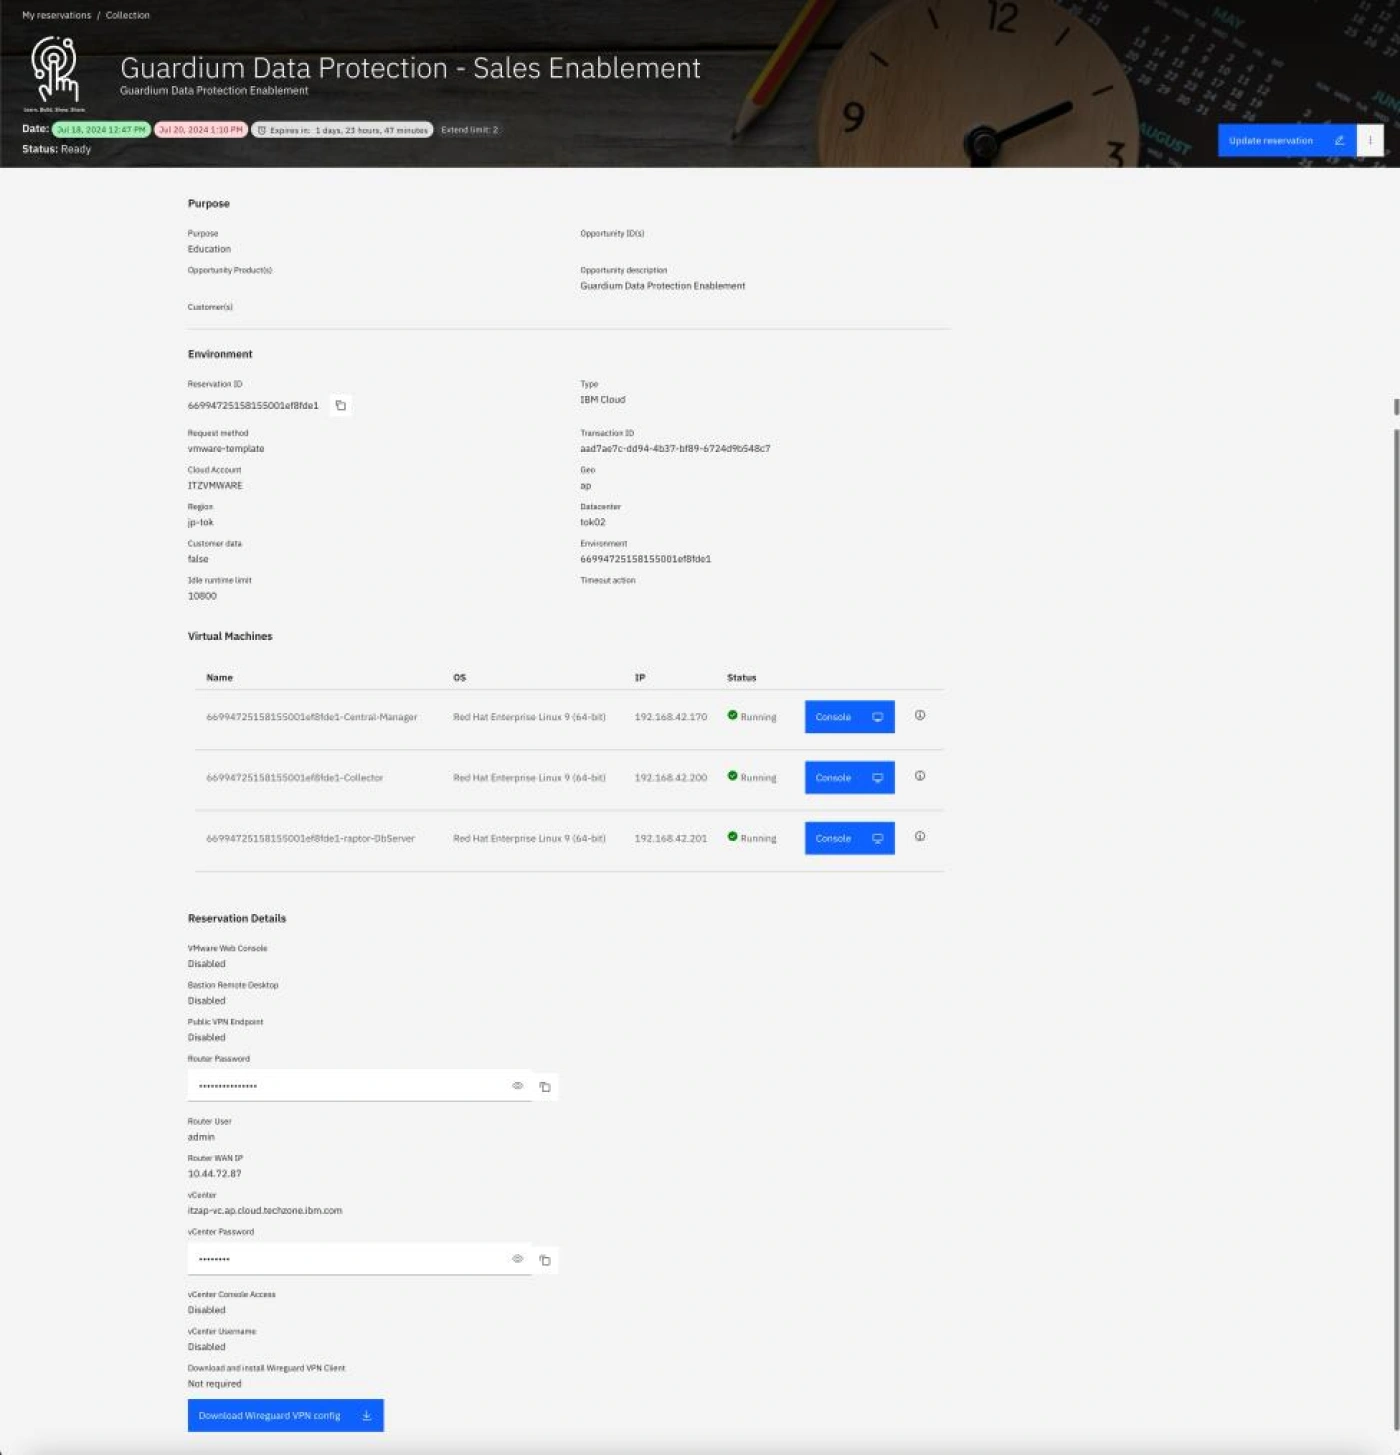 My reservations / Collection
Guardium Data Protection - Sales Enablement
Guardium Data Protection Enablement
Learn. Build. Show. Share.
Date: Jul 18, 2024 12:47 PM Jul 20, 2024 1:10 PM Expires in: 1 days, 23 hours, 47 minutes Extend limit: 2
Status: Ready
Update reservation
12
9
3
MAY
AUGUST
Purpose
Purpose
Education
Opportunity ID(s)
Opportunity Product(s)
Opportunity description
Guardium Data Protection Enablement
Customer(s)
Environment
Reservation ID
66994725158155001ef8fde1
Type
IBM Cloud
Request method
vmware-template
Transaction ID
aad7ae7c-dd94-4b37-bf89-6724d9b548c7
Cloud Account
ITZVMWARE
Geo
ap
Region
jp-tok
Datacenter
tok02
Customer data
false
Environment
66994725158155001ef8fde1
Idle runtime limit
10800
Timeout action
Virtual Machines
Name OS IP Status
66994725158155001ef8fde1-Central-Manager Red Hat Enterprise Linux 9 (64-bit) 192.168.42.170 Running Console
66994725158155001ef8fde1-Collector Red Hat Enterprise Linux 9 (64-bit) 192.168.42.200 Running Console
66994725158155001ef8fde1-raptor-DbServer Red Hat Enterprise Linux 9 (64-bit) 192.168.42.201 Running Console
Reservation Details
VMware Web Console
Disabled
Bastion Remote Desktop
Disabled
Public VPN Endpoint
Disabled
Router Password
•••••••••••••••
Router User
admin
Router WAN IP
10.44.72.87
vCenter
itzap-vc.ap.cloud.techzone.ibm.com
vCenter Password
••••••••
vCenter Console Access
Disabled
vCenter Username
Disabled
Download and install Wireguard VPN Client
Not required
Download Wireguard VPN config